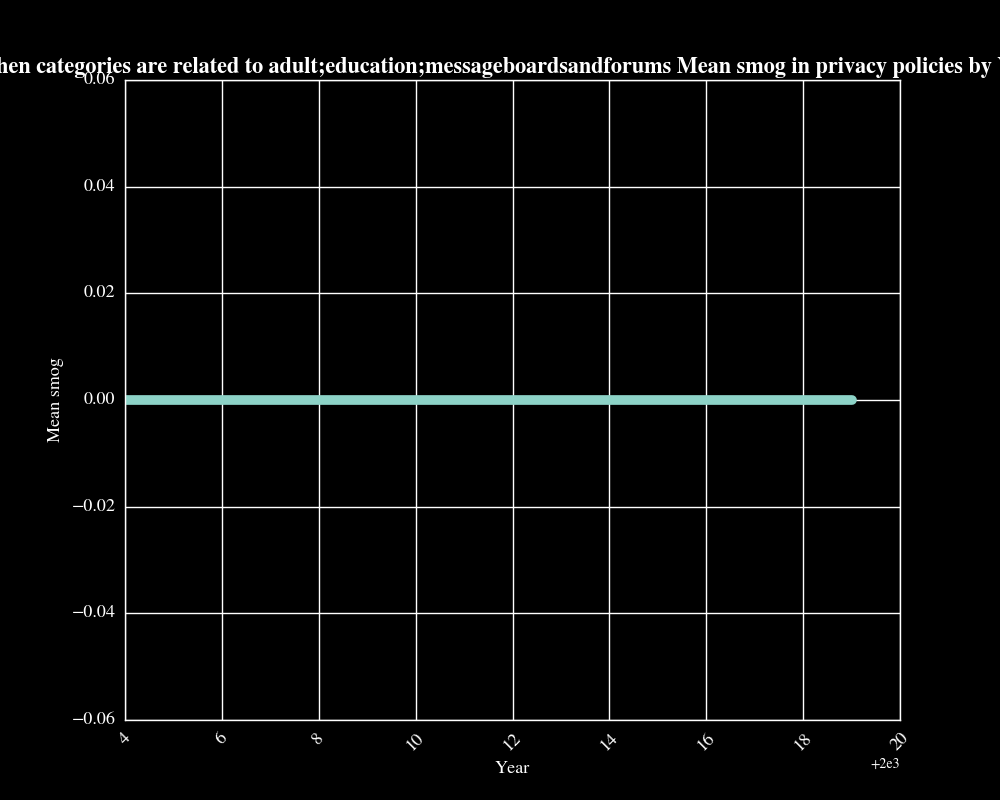 hen categories are related to adult;education;messageboardsandforums Mean smog in privacy policies by Y
0.06
0.04
0.02
0.00
−0.02
−0.04
−0.06
Mean smog
4 6 8 10 12 14 16 18 20
+2e3
Year